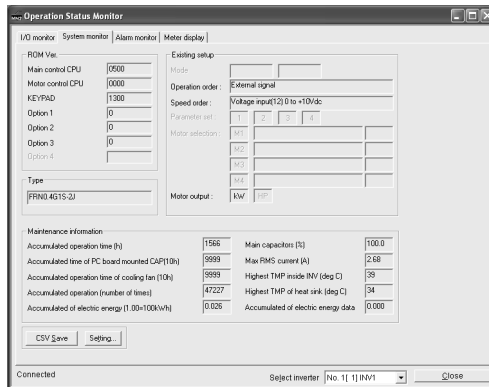 Operation Status Monitor
I/O monitor System monitor Alarm monitor Meter display
ROM Ver.
Main control CPU 0500
Motor control CPU 0000
KEYPAD 1300
Option 1 0
Option 2 0
Option 3 0
Option 4
Type
FRN0.4G1S-2J
Existing setup
Mode
Operation order : External signal
Speed order : Voltage input(12) 0 to +10Vdc
Parameter set : 1 2 3 4
Motor selection : M1
M2
M3
M4
Motor output : kW HP
Maintenance information
Accumulated operation time (h) 1566
Accumulated time of PC board mounted CAP(10h) 9999
Accumulated operation time of cooling fan (10h) 9999
Accumulated operation (number of times) 47227
Accumulated of electric energy (1.00=100kWh) 0.026
Main capacitors (%) 100.0
Max RMS current (A) 2.68
Highest TMP inside INV (deg C) 39
Highest TMP of heat sink (deg C) 34
Accumulated of electric energy data 0.000
CSV Save Setting...
Connected
Select inverter No. 1[ 1] INV1 Close